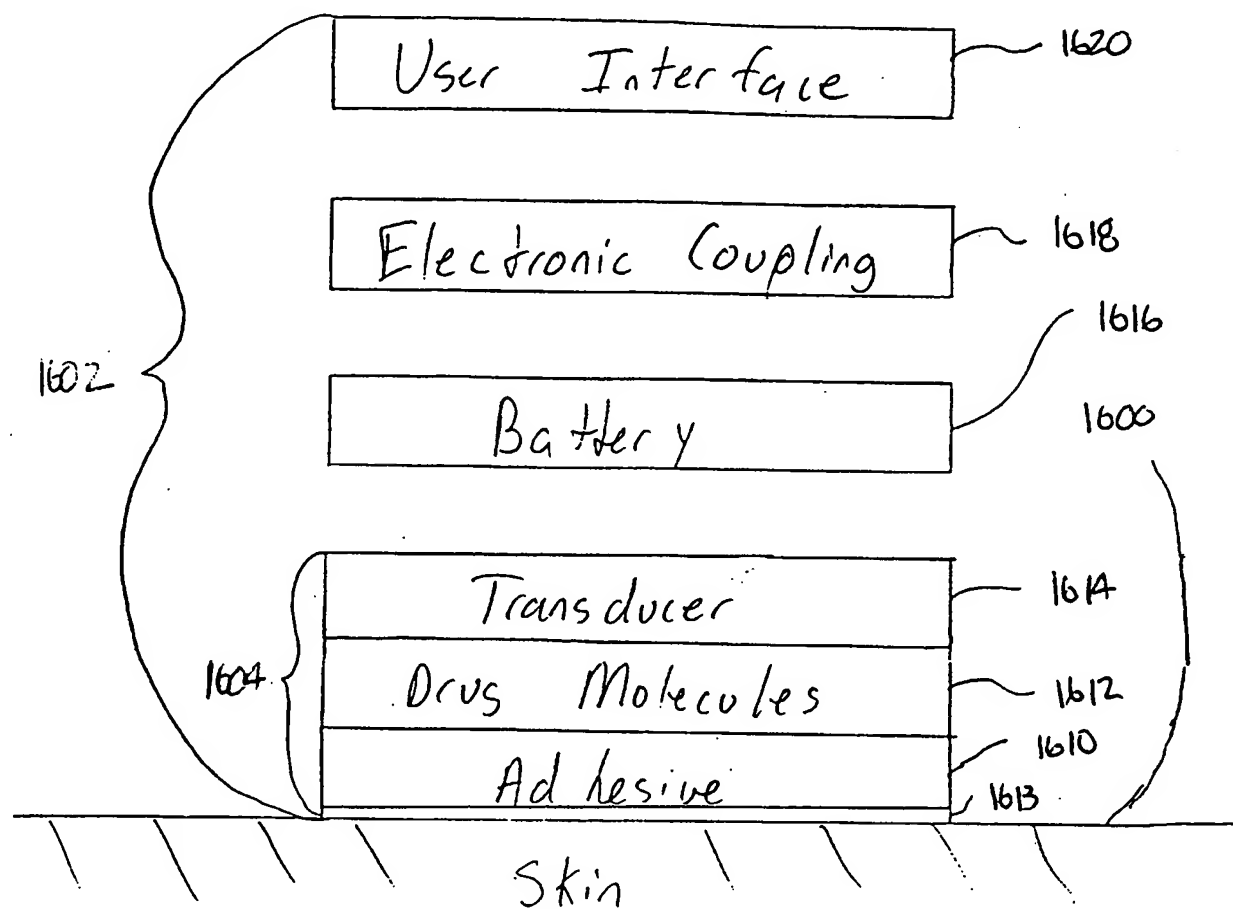 User Interface 1620
Electronic Coupling 1618
1616
1602
Battery
1600
Transducer 1614
1604
Drug Molecules 1612
1610
Adhesive
1613
Skin